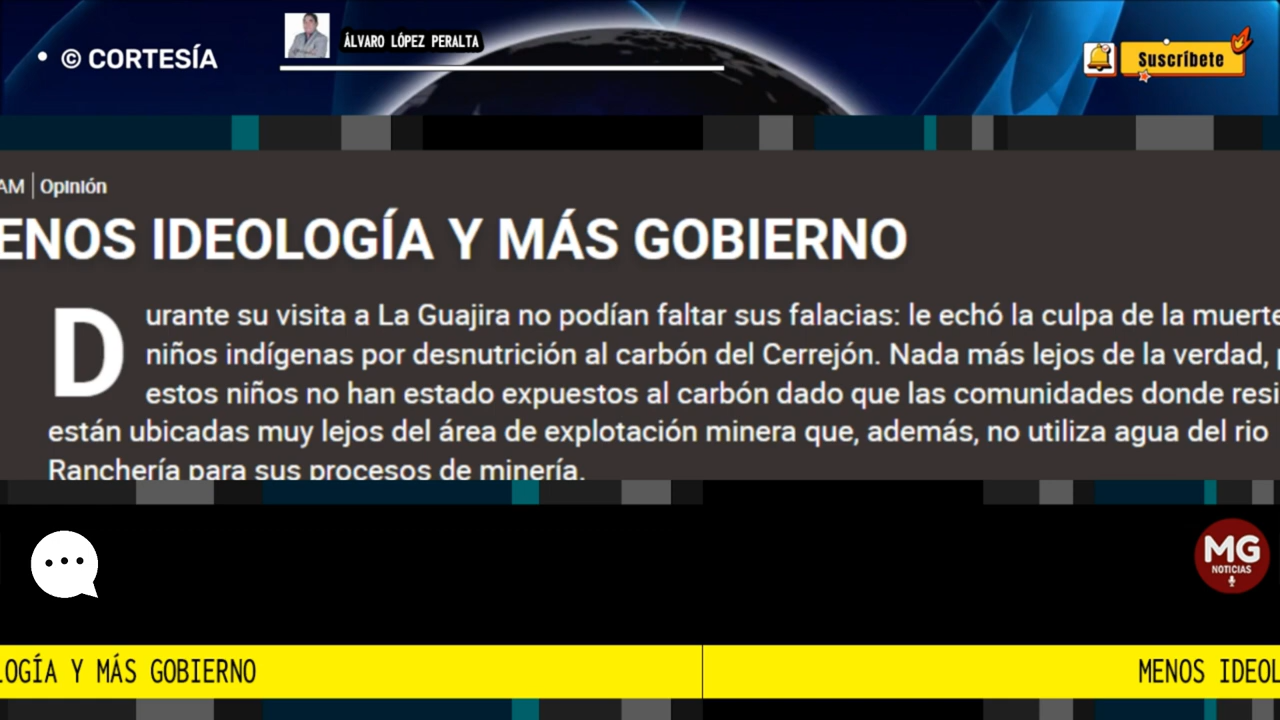 • © CORTESÍA
ÁLVARO LÓPEZ PERALTA
Suscríbete
AM | Opinión
ENOS IDEOLOGÍA Y MÁS GOBIERNO
Durante su visita a La Guajira no podían faltar sus falacias: le echó la culpa de la muerte
niños indígenas por desnutrición al carbón del Cerrejón. Nada más lejos de la verdad,
estos niños no han estado expuestos al carbón dado que las comunidades donde resi
están ubicadas muy lejos del área de explotación minera que, además, no utiliza agua del rio
Ranchería para sus procesos de minería.
MG
NOTICIAS
LOGÍA Y MÁS GOBIERNO
MENOS IDEOL